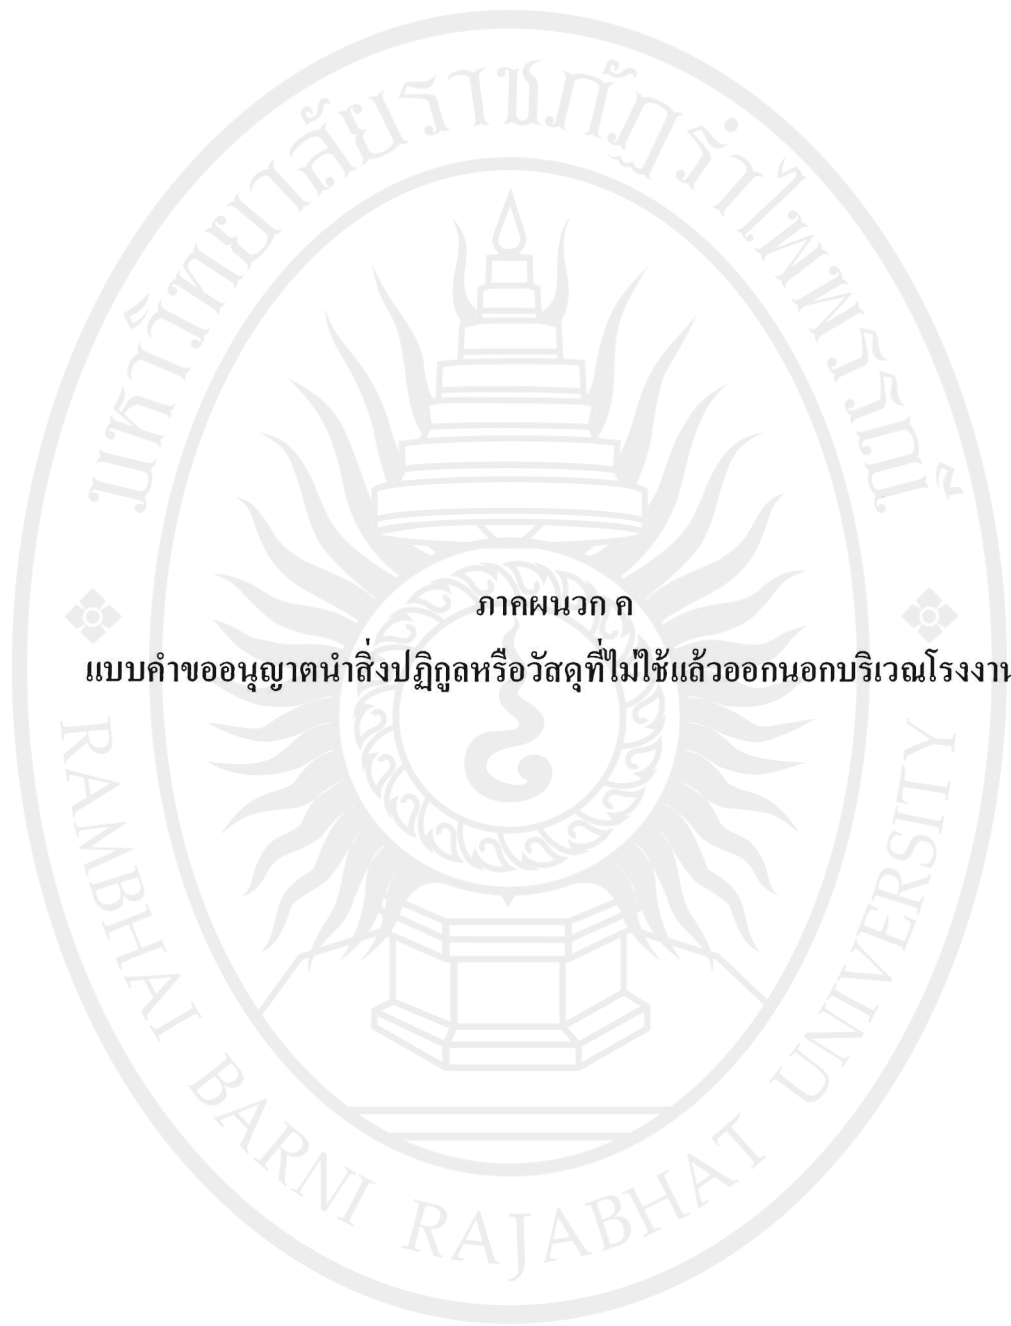 มหาวิทยาลัยราชภัฏรำไพพรรณี
ภาคผนวก ค
แบบคำขออนุญาตนำสิ่งปฏิกูลหรือวัสดุที่ไม่ใช้แล้วออกนอกบริเวณโรงงาน
RAMBHAI BARNI RAJABHAT UNIVERSITY